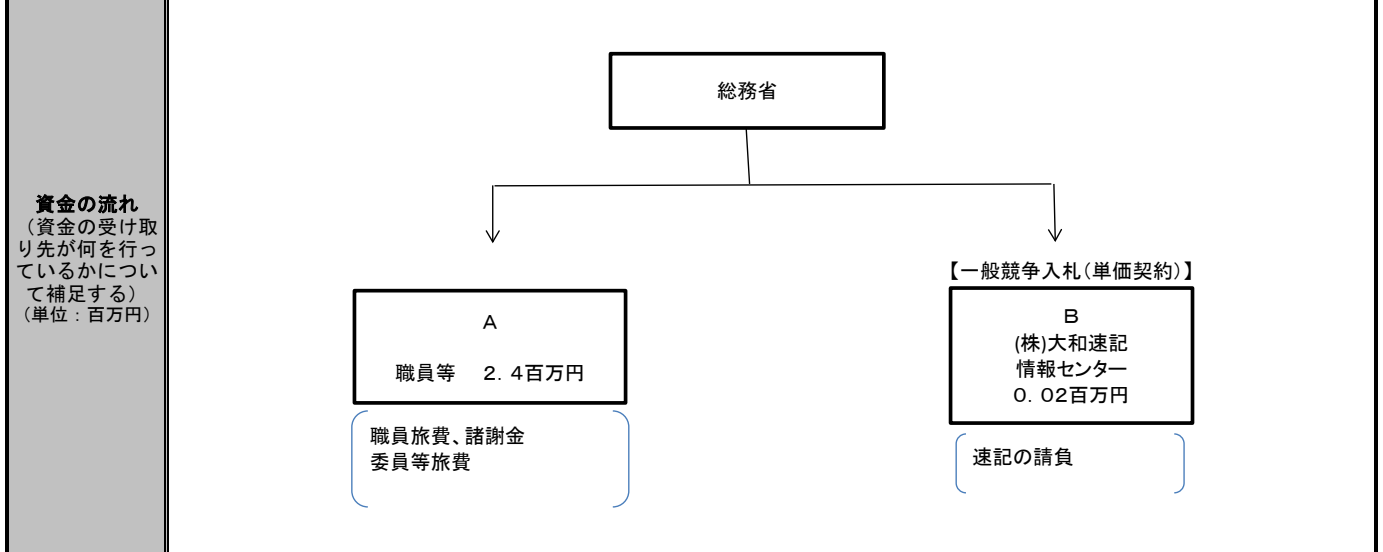 資金の流れ
（資金の受け取
り先が何を行っ
ているかについ
て補足する）
（単位：百万円）
総務省
Ａ
職員等　２．４百万円
職員旅費、諸謝金
委員等旅費
【一般競争入札（単価契約）】
Ｂ
(株)大和速記
情報センター
０．０２百万円
速記の請負